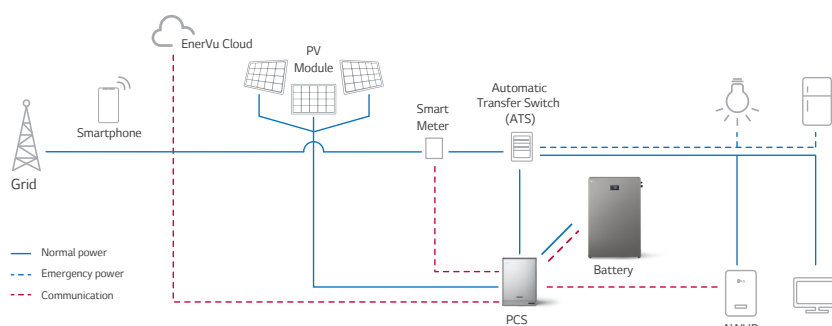 EnerVu Cloud
PV
Module
Automatic
Transfer Switch
(ATS)
Smart
Meter
Smartphone
Grid
Normal power
Emergency power
Communication
Battery
PCS